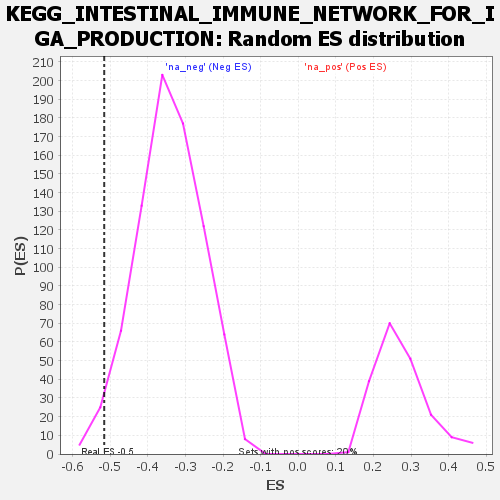 KEGG_INTESTINAL_IMMUNE_NETWORK_FOR_I
GA_PRODUCTION: Random ES distribution
'na_neg' (Neg ES)
'na_pos' (Pos ES)
P(ES)
210
200
190
180
170
160
150
140
130
120
110
100
90
80
70
60
50
40
30
20
10
0
Real ES -0.5
Sets with pos scores: 20%
-0.6 -0.5 -0.4 -0.3 -0.2 -0.1 0.0 0.1 0.2 0.3 0.4 0.5
ES